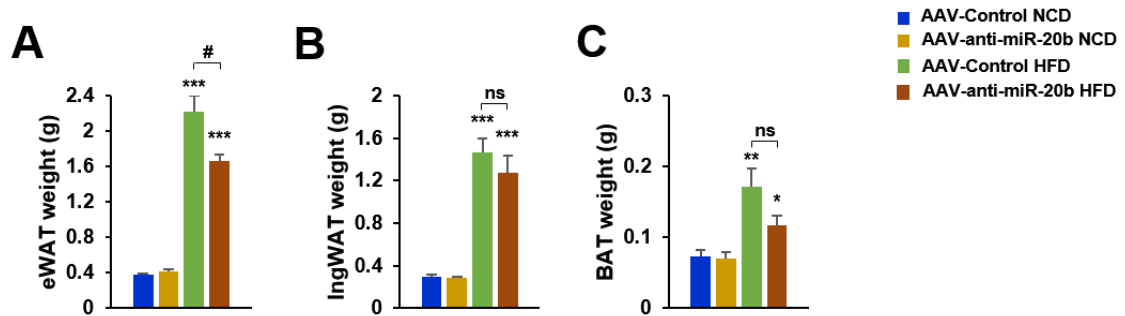 A
B
C
AAV-Control NCD
AAV-anti-miR-20b NCD
AAV-Control HFD
AAV-anti-miR-20b HFD
eWAT weight (g)
2.4
2
1.6
1.2
0.8
0.4
0
***
#
***
IngWAT weight (g)
2
1.6
1.2
0.8
0.4
0
***
ns
***
BAT weight (g)
0.3
0.2
0.1
0
**
ns
*